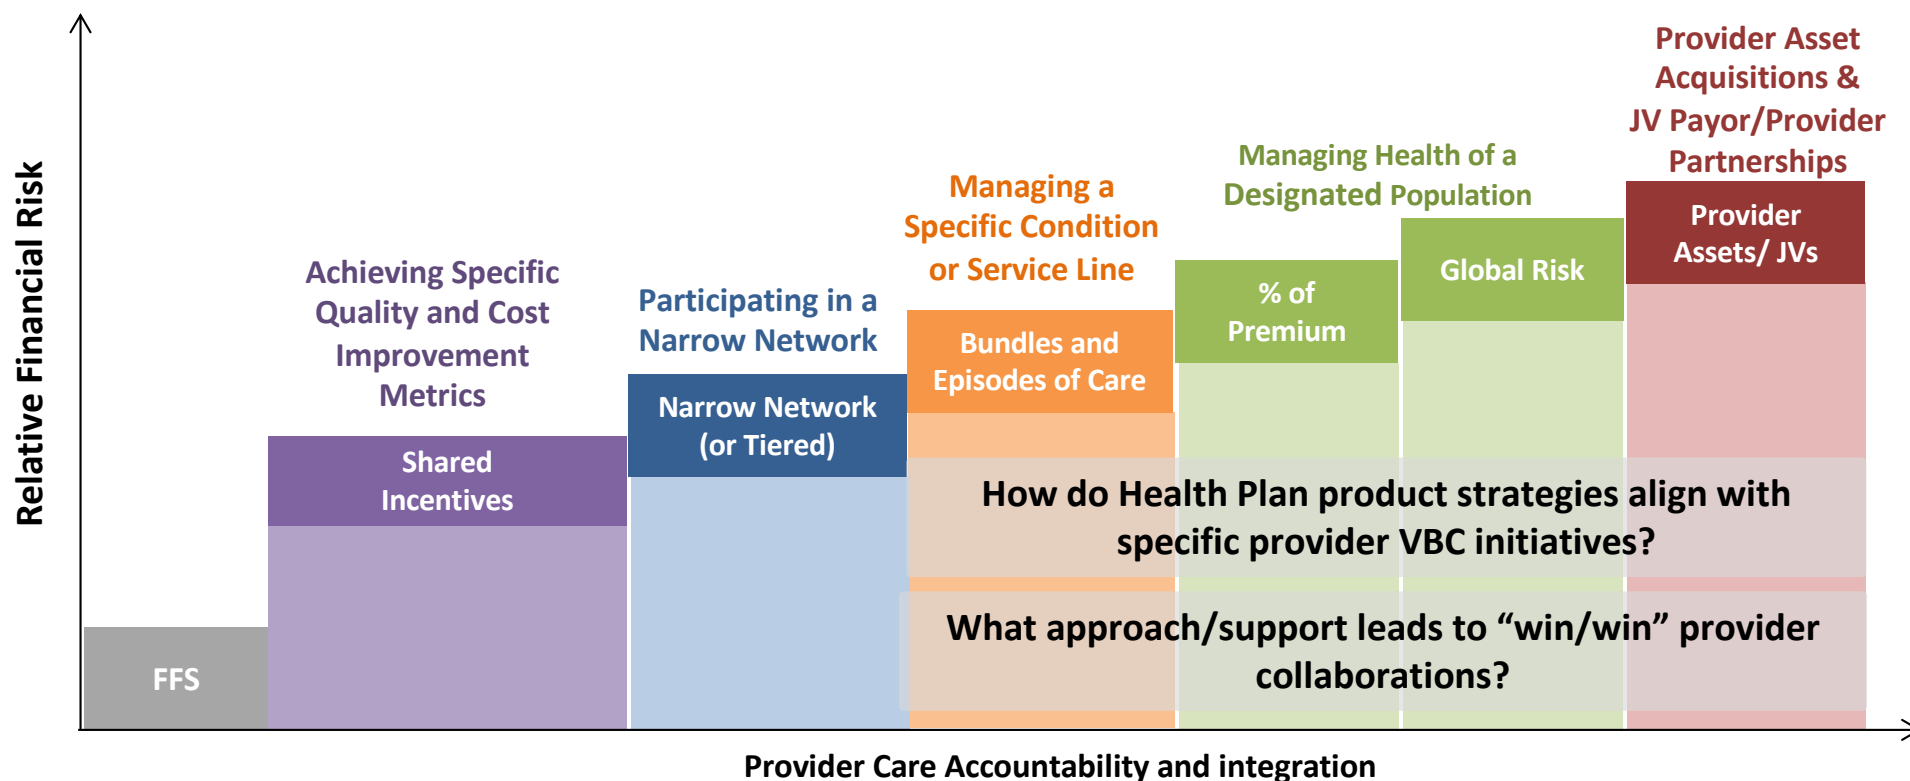 Relative Financial Risk
FFS
Achieving Specific
Quality and Cost
Improvement
Metrics
Shared
Incentives
Participating in a
Narrow Network
Narrow Network
(or Tiered)
Managing a
Specific Condition
or Service Line
Bundles and
Episodes of Care
Managing Health of a
Designated Population
% of
Premium
Global Risk
Provider Asset
Acquisitions &
JV Payor/Provider
Partnerships
Provider
Assets/ JVs
How do Health Plan product strategies align with
specific provider VBC initiatives?
What approach/support leads to “win/win” provider
collaborations?
Provider Care Accountability and integration